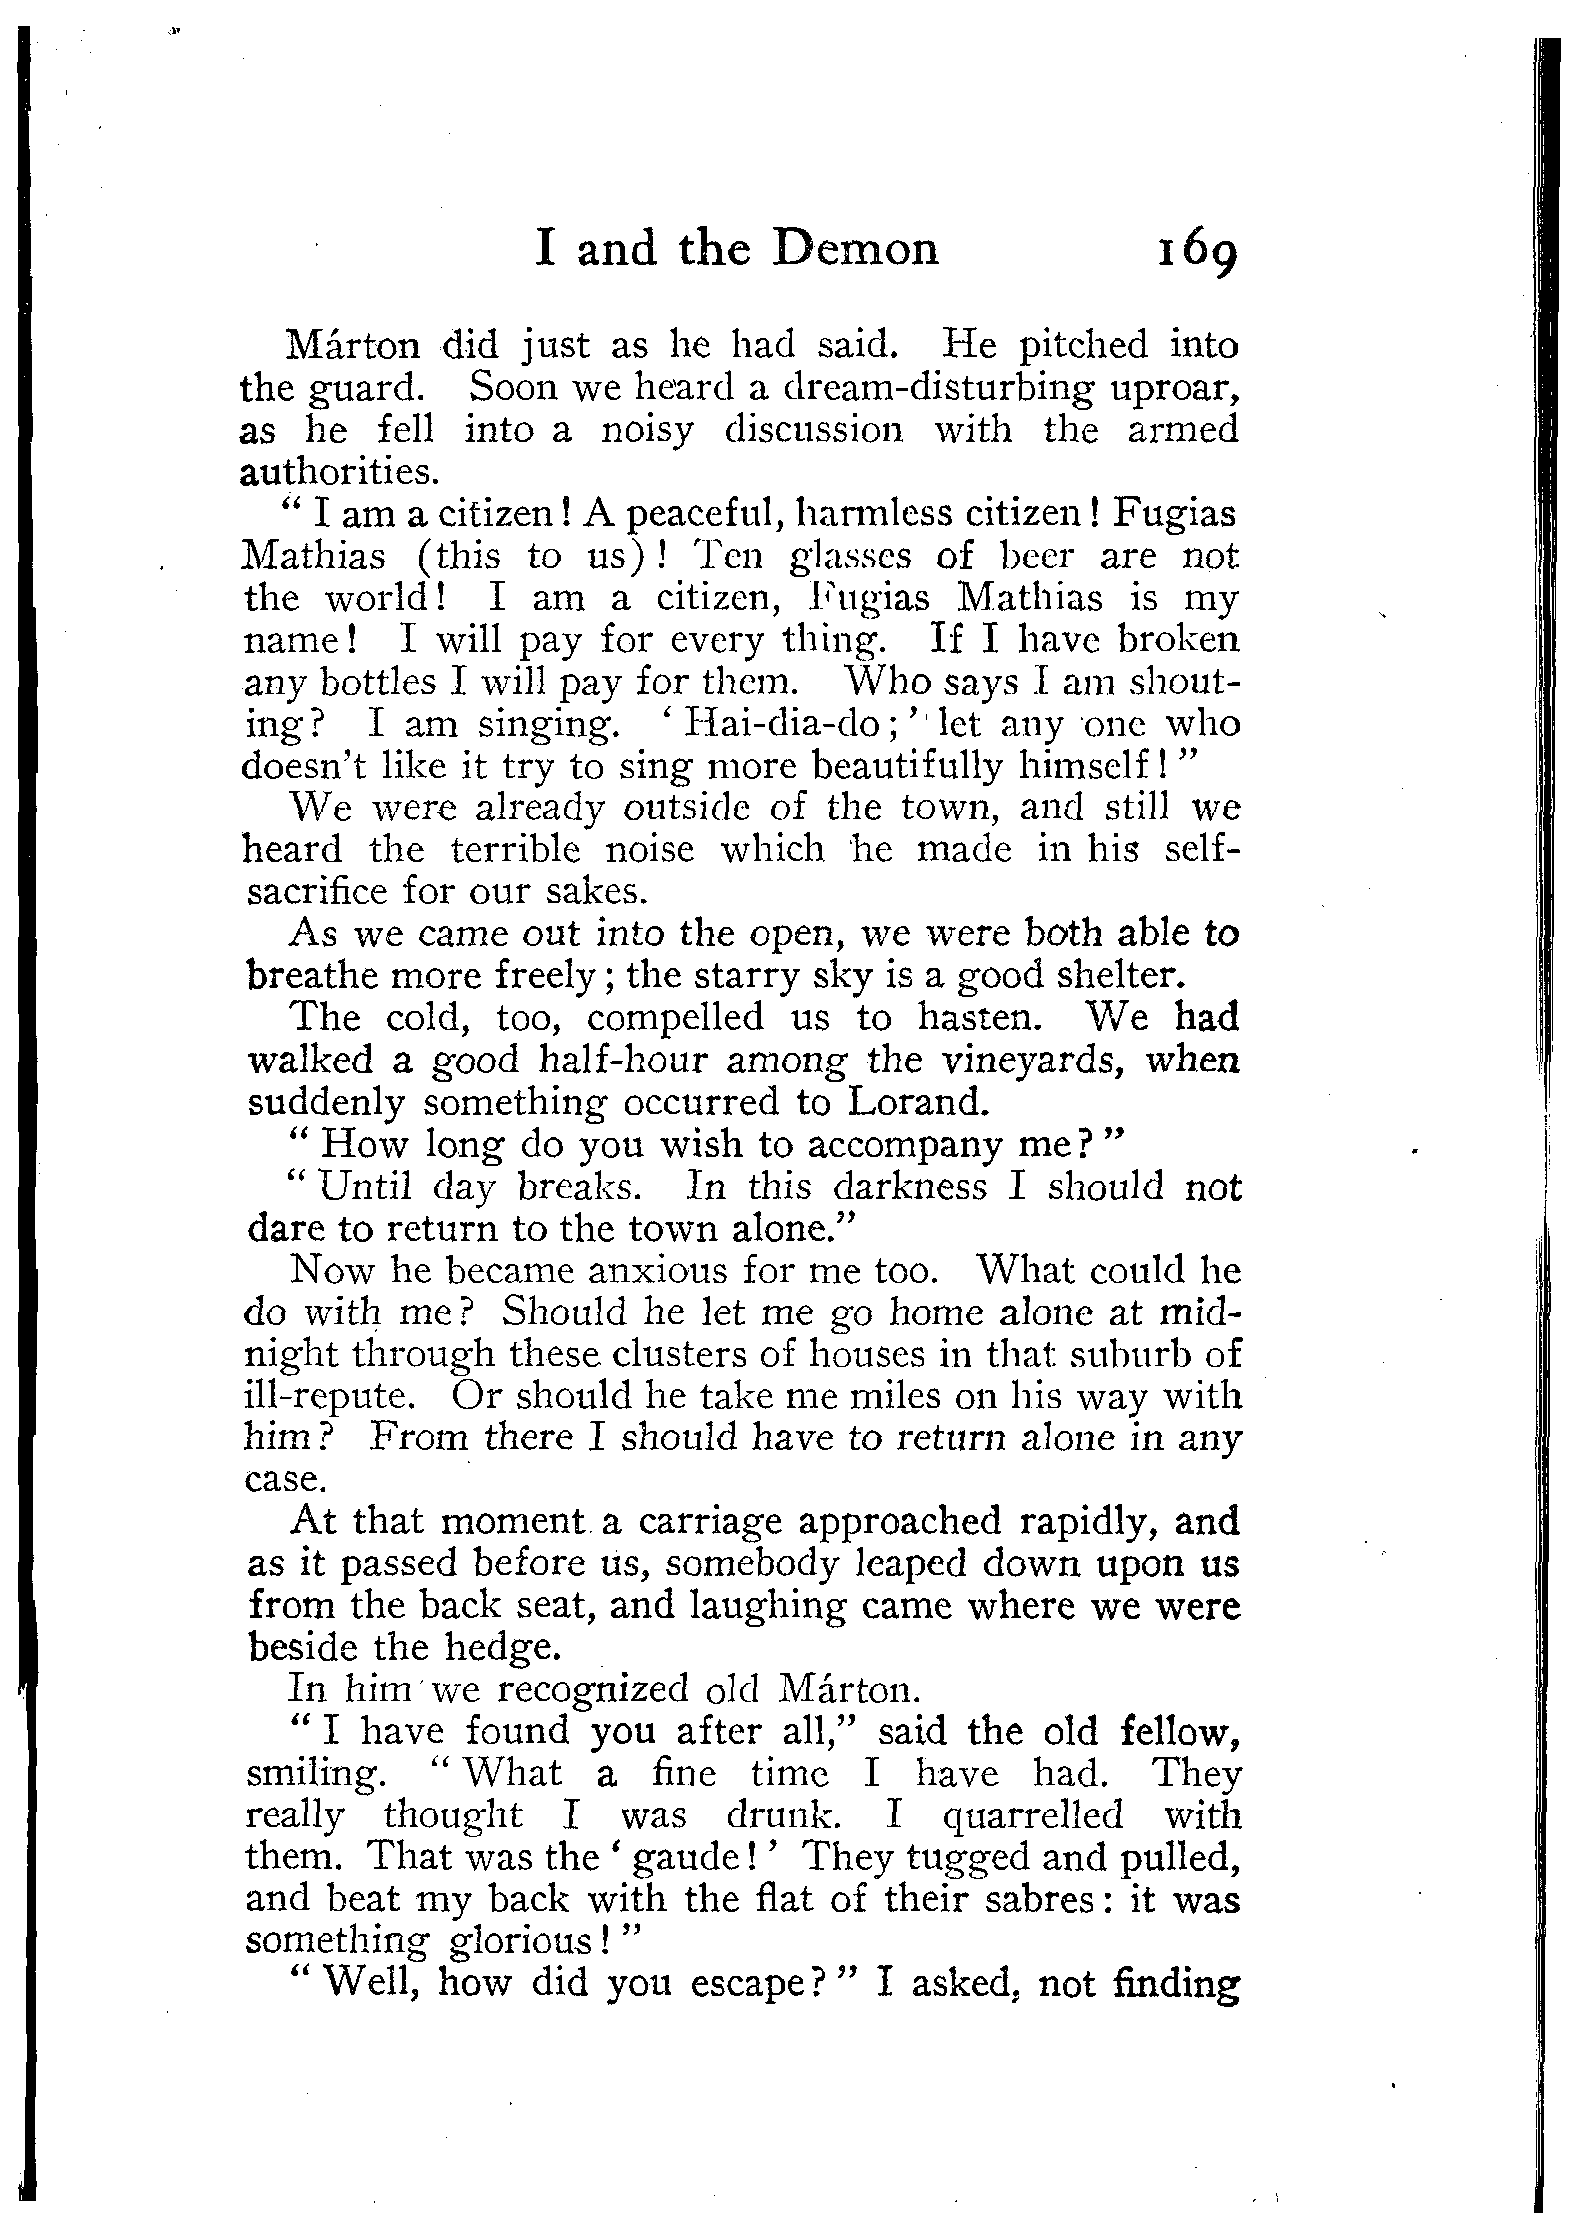 I and the Demon 169
Márton did just as he had said. He pitched into
the guard. Soon we heard a dream-disturbing uproar,
as he fell into a noisy discussion with the armed
authorities.
“ I am a citizen ! A peaceful, harmless citizen ! Fugias
Mathias (this to us) ! Ten glasses of beer are not
the world ! I am a citizen, Fugias Mathias is my
name ! I will pay for every thing. If I have broken
any bottles I will pay for them. Who says I am shout-
ing ? I am singing. ‘ Hai-dia-do ; ’ let any one who
doesn’t like it try to sing more beautifully himself ! ”
We were already outside of the town, and still we
heard the terrible noise which he made in his self-
sacrifice for our sakes.
As we came out into the open, we were both able to
breathe more freely ; the starry sky is a good shelter.
The cold, too, compelled us to hasten. We had
walked a good half-hour among the vineyards, when
suddenly something occurred to Lorand.
“ How long do you wish to accompany me ? ”
“ Until day breaks. In this darkness I should not
dare to return to the town alone.”
Now he became anxious for me too. What could he
do with me ? Should he let me go home alone at mid-
night through these clusters of houses in that suburb of
ill-repute. Or should he take me miles on his way with
him ? From there I should have to return alone in any
case.
At that moment a carriage approached rapidly, and
as it passed before us, somebody leaped down upon us
from the back seat, and laughing came where we were
beside the hedge.
In him we recognized old Márton.
“ I have found you after all,” said the old fellow,
smiling. “ What a fine time I have had. They
really thought I was drunk. I quarrelled with
them. That was the ‘ gaude ! ’ They tugged and pulled,
and beat my back with the flat of their sabres : it was
something glorious ! ”
“ Well, how did you escape ? ” I asked, not finding